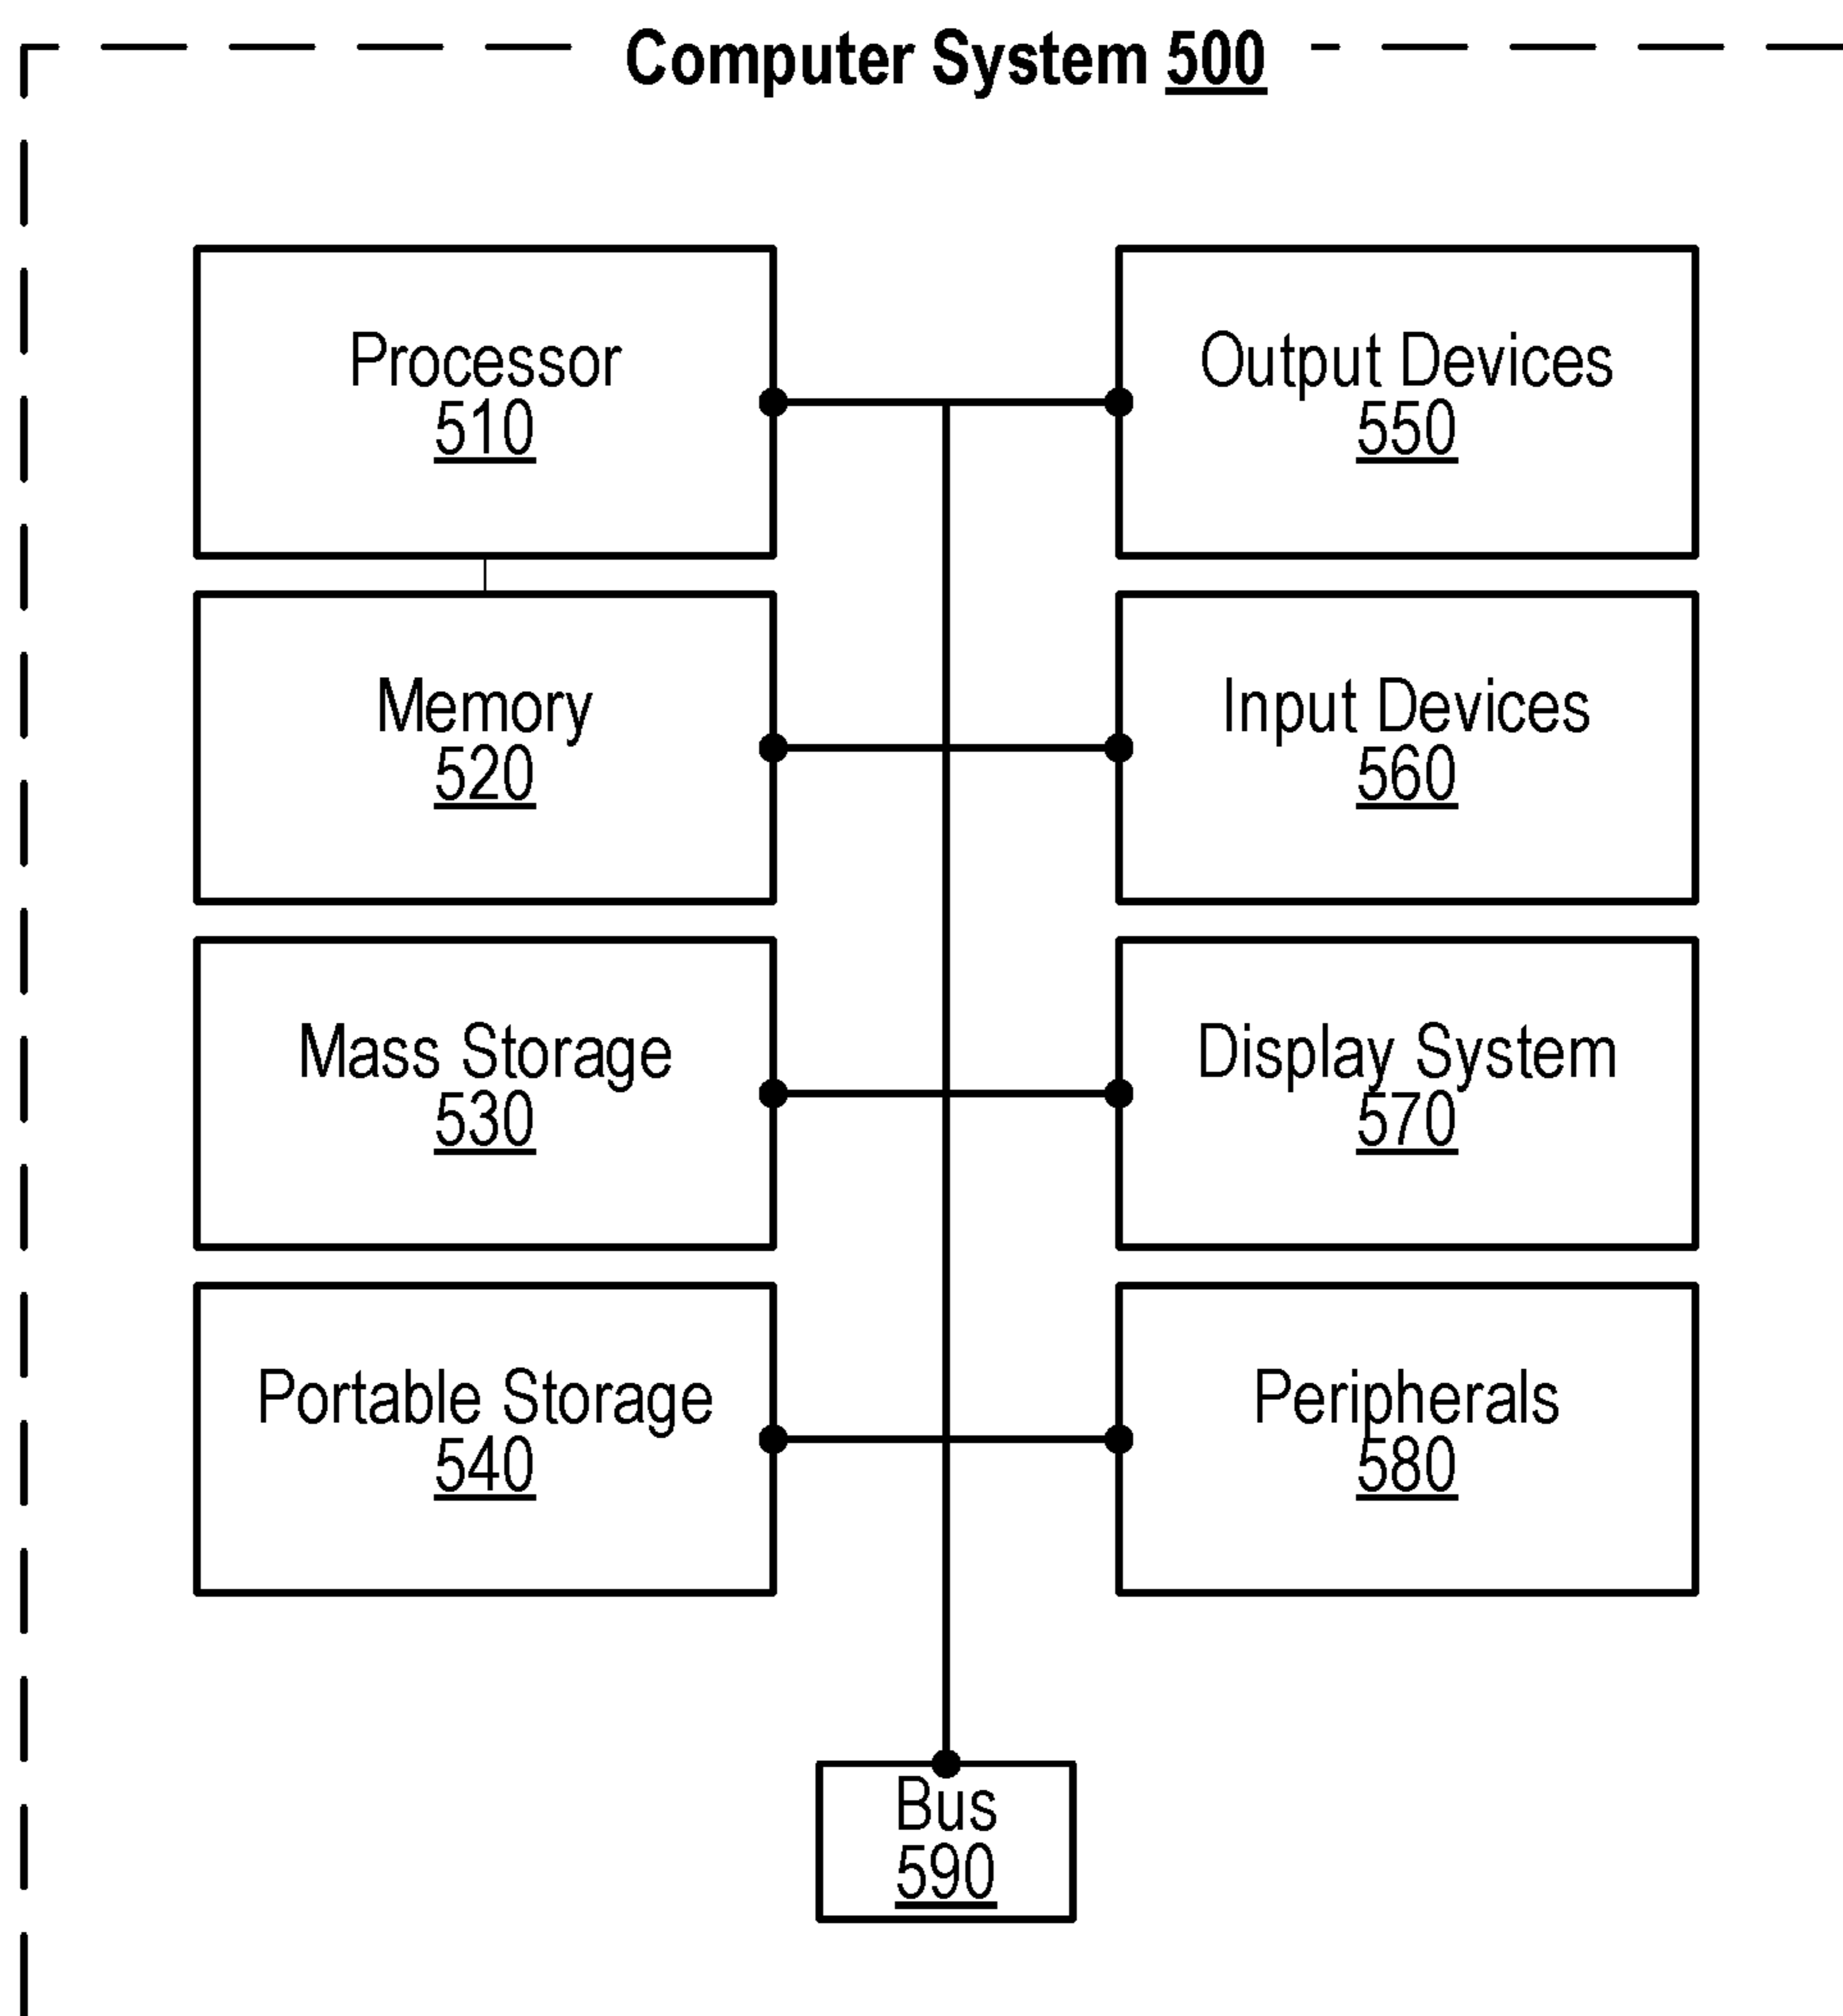 Computer System 500
Processor
510
Output Devices
550
Memory
520
Input Devices
560
Mass Storage
530
Display System
570
Portable Storage
540
Peripherals
580
Bus
590